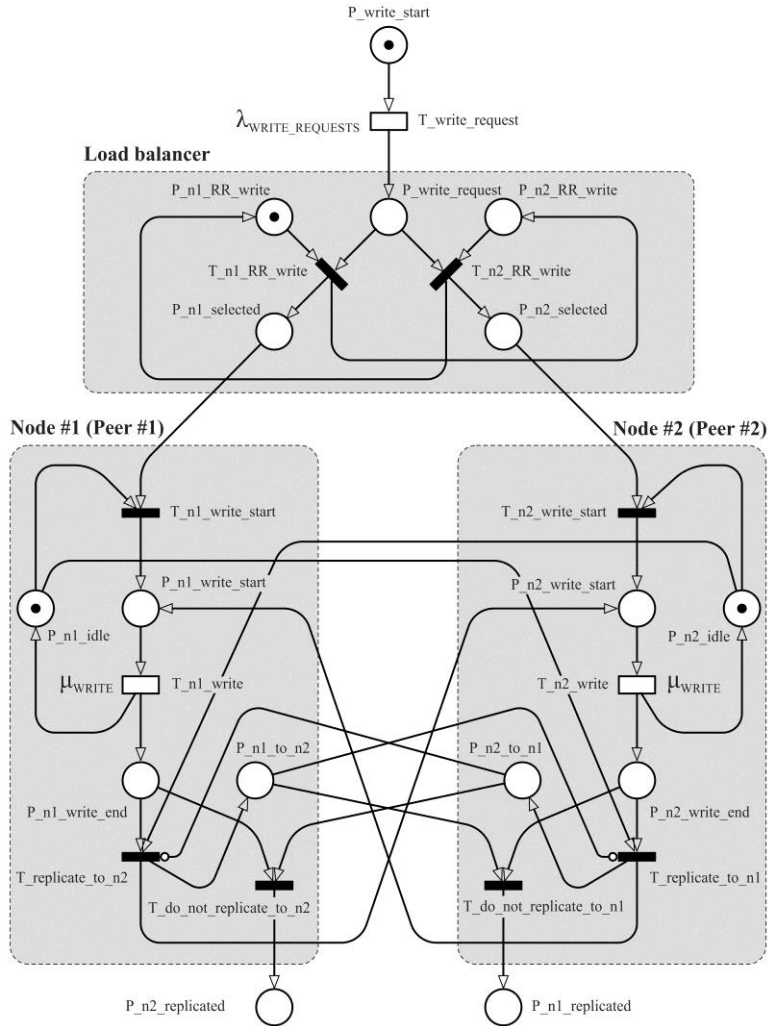 P_write_start
λWRITE_REQUESTS
T_write_request
Load balancer
P_n1_RR_write
P_write_request
P_n2_RR_write
T_n1_RR_write
T_n2_RR_write
P_n1_selected
P_n2_selected
Node #1 (Peer #1)
Node #2 (Peer #2)
T_n1_write_start
T_n2_write_start
P_n1_write_start
P_n2_write_start
P_n1_idle
P_n2_idle
μWRITE
T_n1_write
T_n2_write
μWRITE
P_n1_to_n2
P_n2_to_n1
P_n1_write_end
P_n2_write_end
T_replicate_to_n2
T_replicate_to_n1
T_do_not_replicate_to_n2
T_do_not_replicate_to_n1
P_n2_replicated
P_n1_replicated